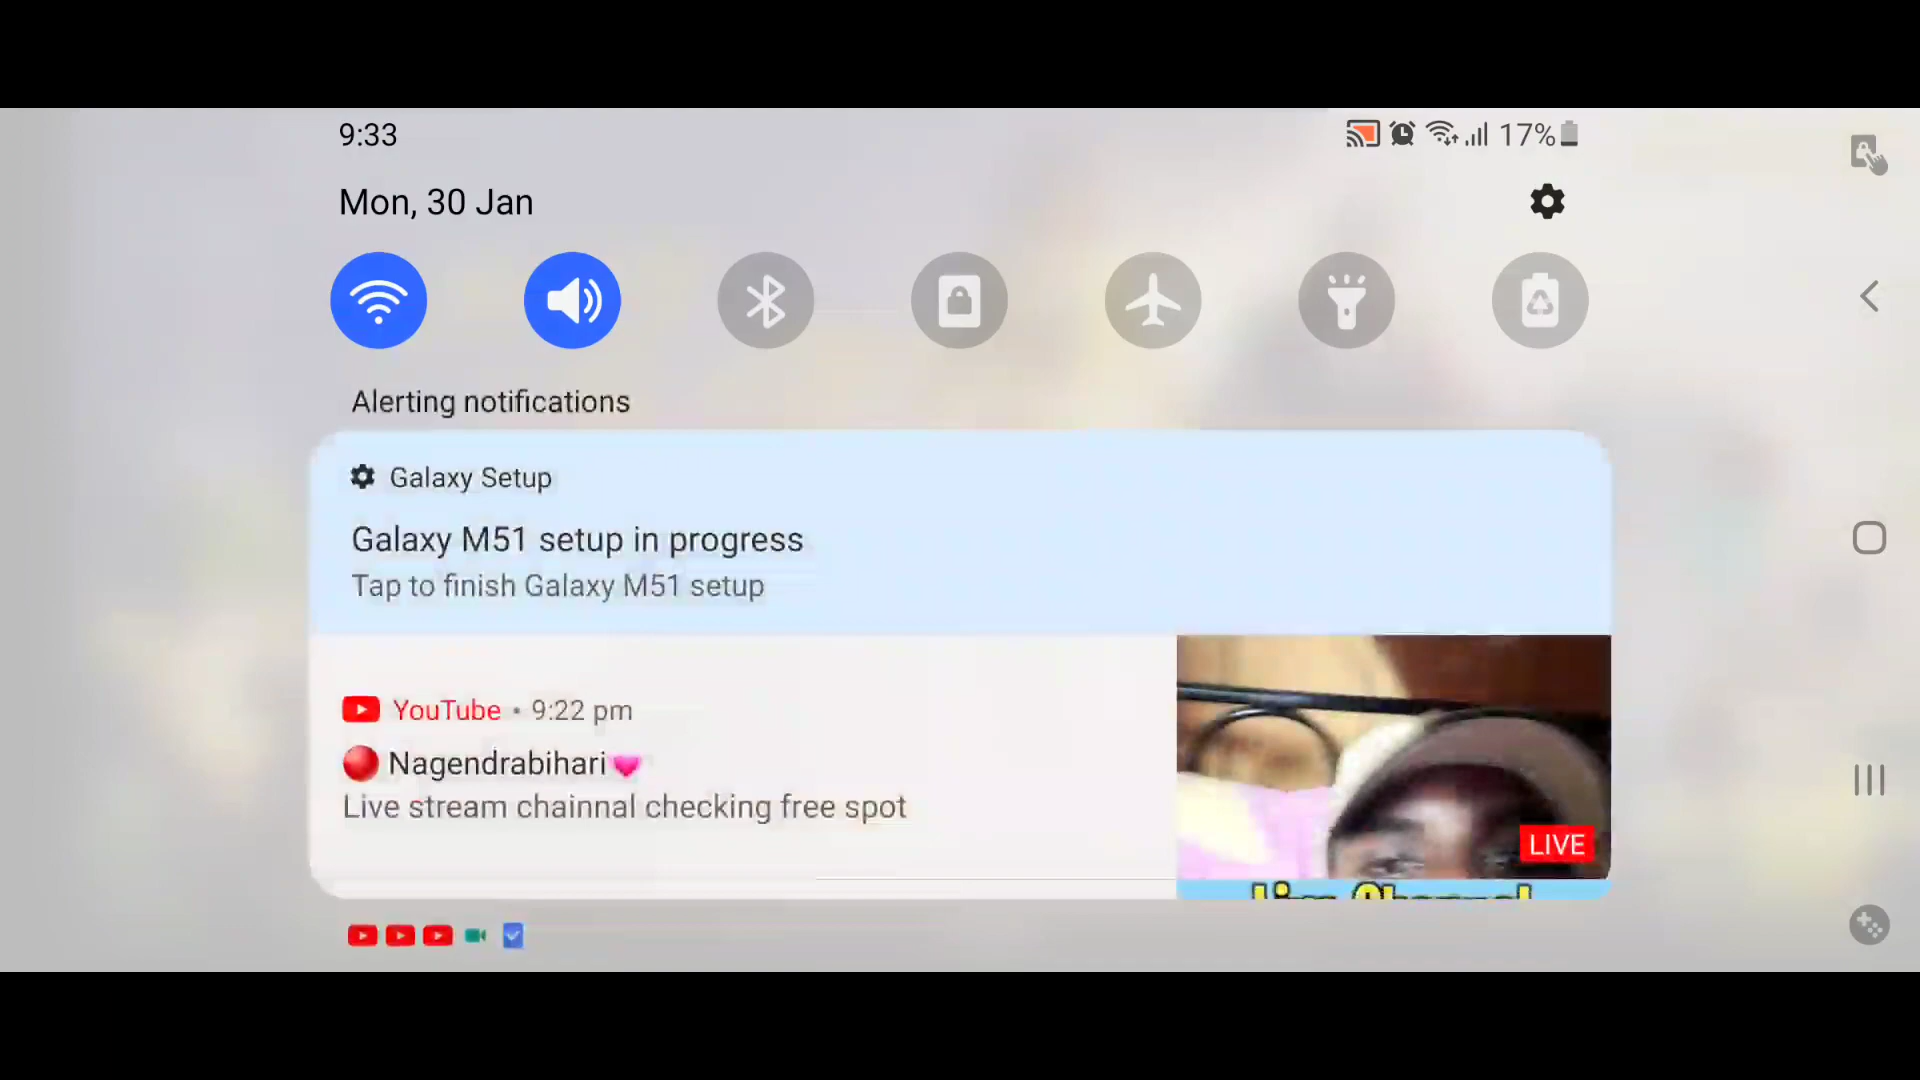 9:33
17%
Mon, 30 Jan
Alerting notifications
Galaxy Setup
Galaxy M51 setup in progress
Tap to finish Galaxy M51 setup
YouTube • 9:22 pm
Nagendrabihari
Live stream chainnal checking free spot
LIVE